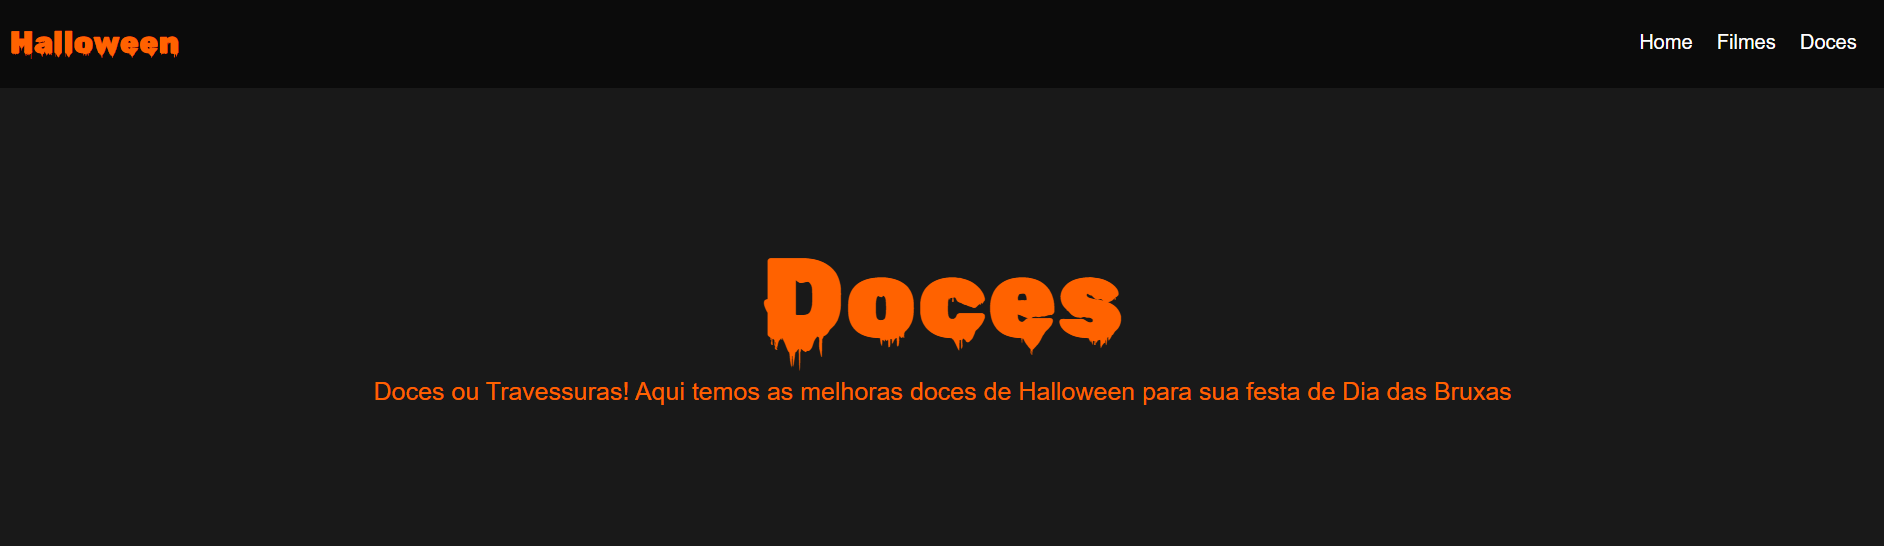 Halloween
Home Filmes Doces
Doces
Doces ou Travessuras! Aqui temos as melhoras doces de Halloween para sua festa de Dia das Bruxas